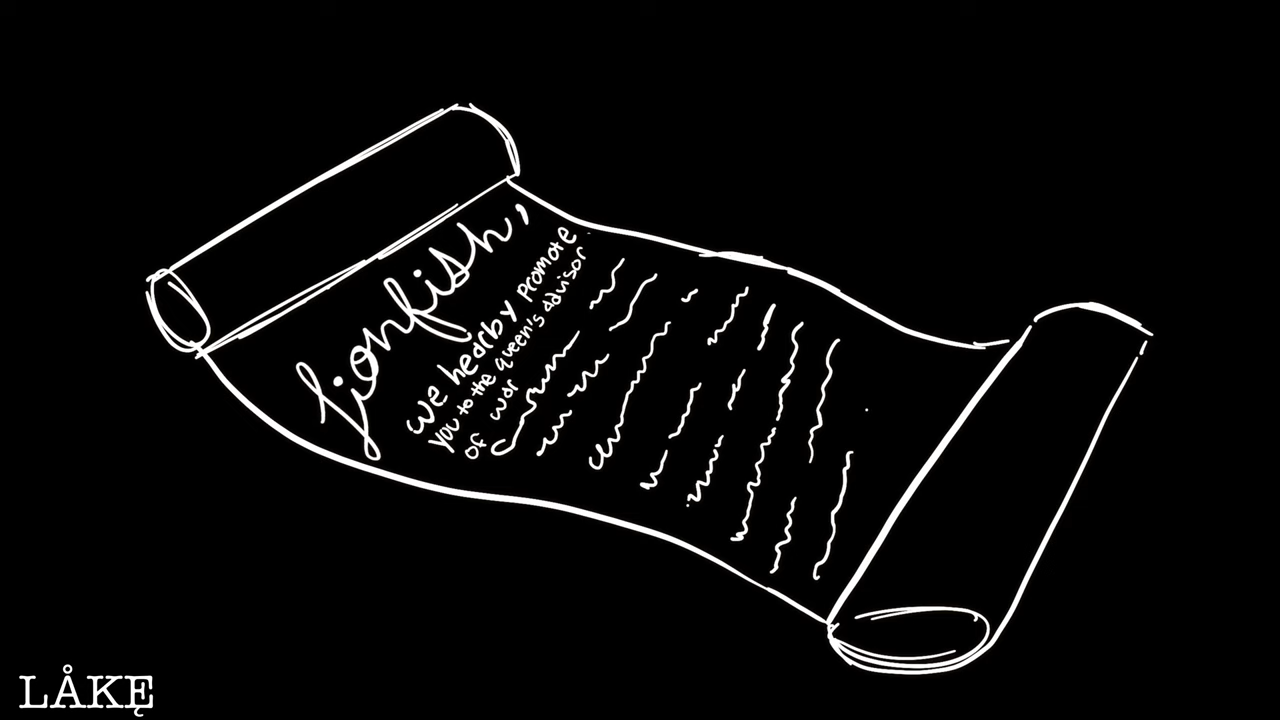 Lionfish,
we hearby promote
you to the queen's advisor
of war
LÅKĘ